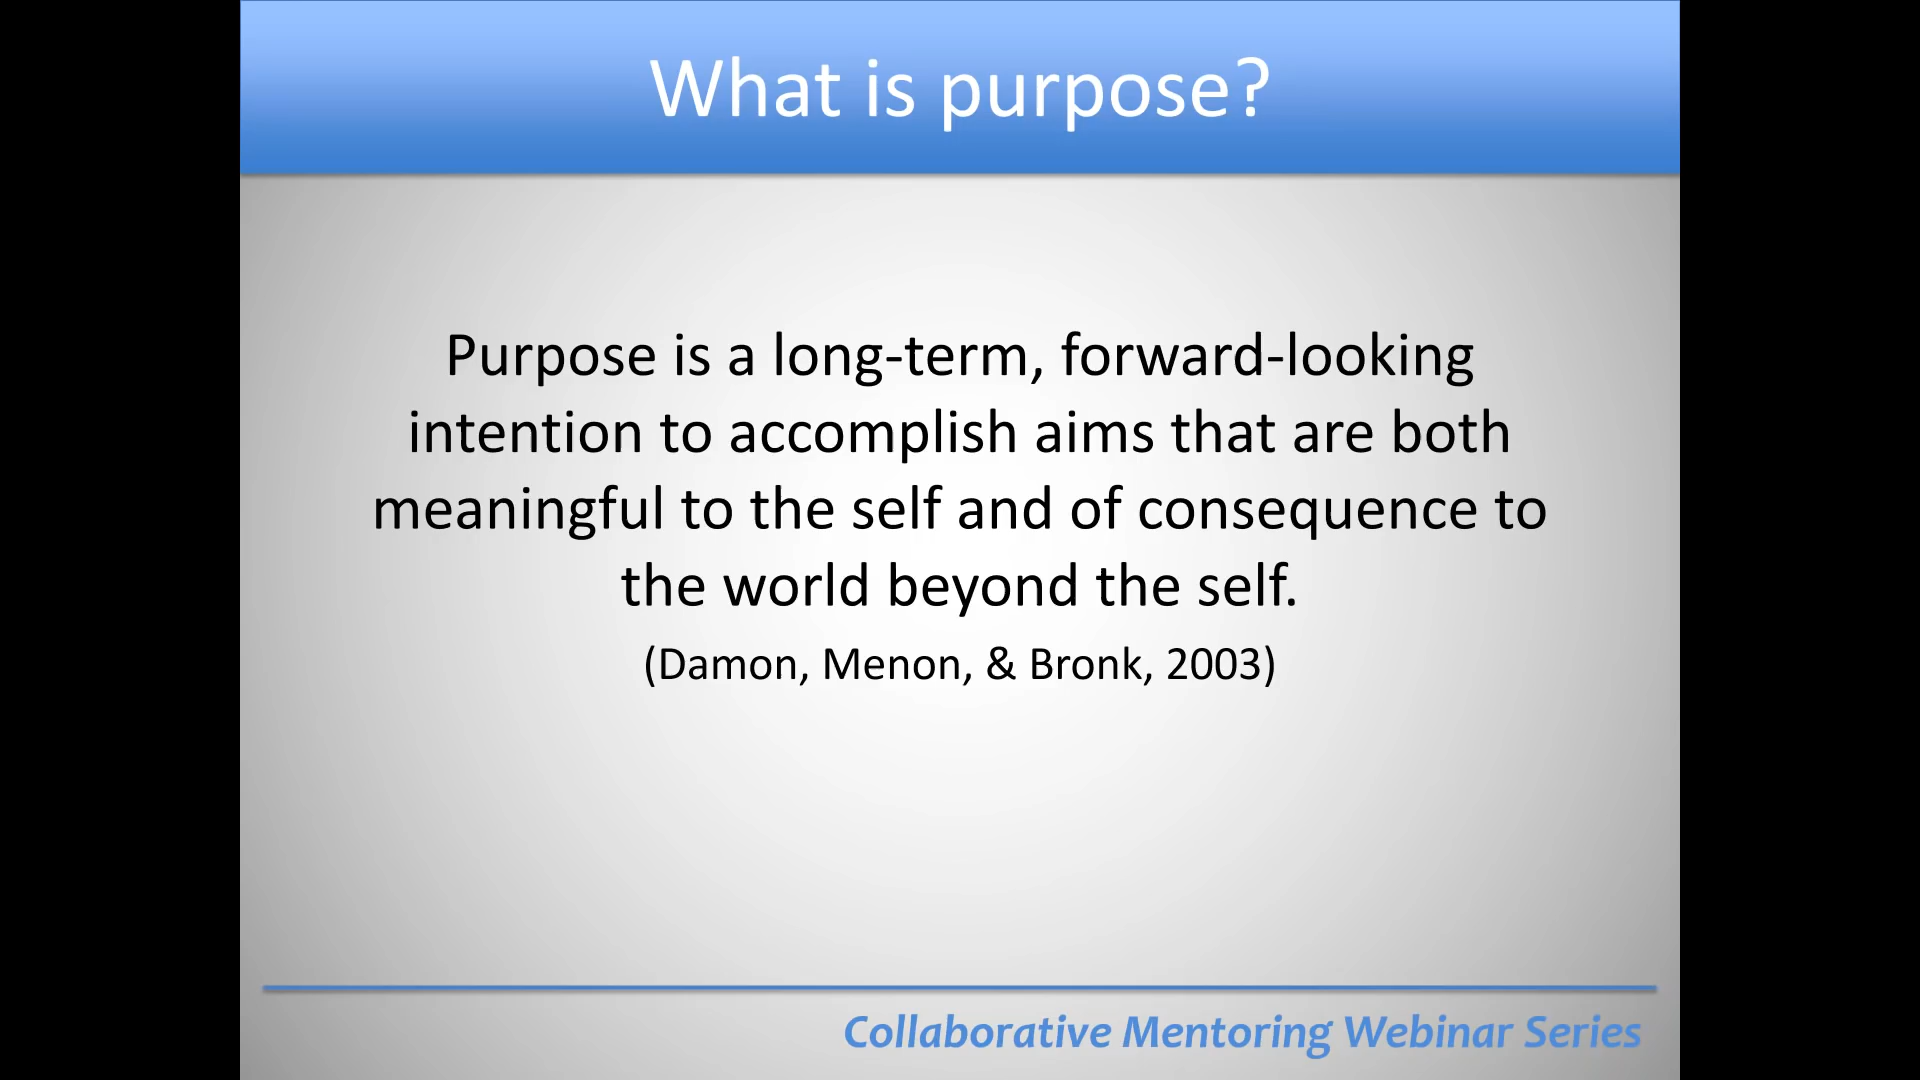 What is purpose?
Purpose is a long-term, forward-looking
intention to accomplish aims that are both
meaningful to the self and of consequence to
the world beyond the self.
(Damon, Menon, & Bronk, 2003)
Collaborative Mentoring Webinar Series